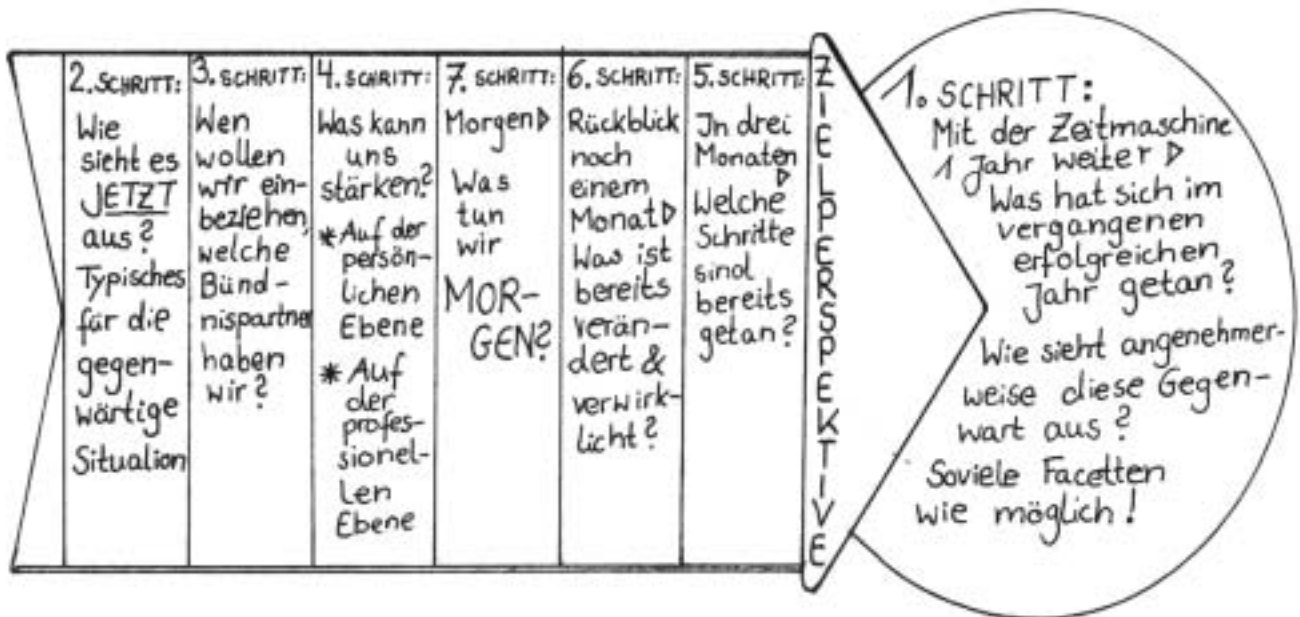 2. SCHRITT:
Wie
sieht es
JETZT
aus?
Typisches
für die
gegen-
wärtige
Situation
3. SCHRITT:
Wen
wollen
wir ein-
beziehen,
welche
Bünd-
nispartner
haben
wir?
4. SCHRITT:
Was kann
uns
stärken?
* Auf der
persön-
lichen
Ebene
* Auf
der
profes-
sionel-
len
Ebene
7. SCHRITT:
Morgen▷
Was
tun
wir
MOR-
GEN?
6. SCHRITT:
Rückblick
nach
einem
Monat▷
Was ist
bereits
verän-
dert &
verwirk-
licht?
5. SCHRITT:
In drei
Monaten
▷
Welche
Schritte
sind
bereits
getan?
ZIELPERSPEKTIVE
1. SCHRITT:
Mit der Zeitmaschine
1 Jahr weiter ▷
Was hat sich im
vergangenen
erfolgreichen
Jahr getan?
Wie sieht angenehmer-
weise diese Gegen-
wart aus?
Soviele Facetten
wie möglich!